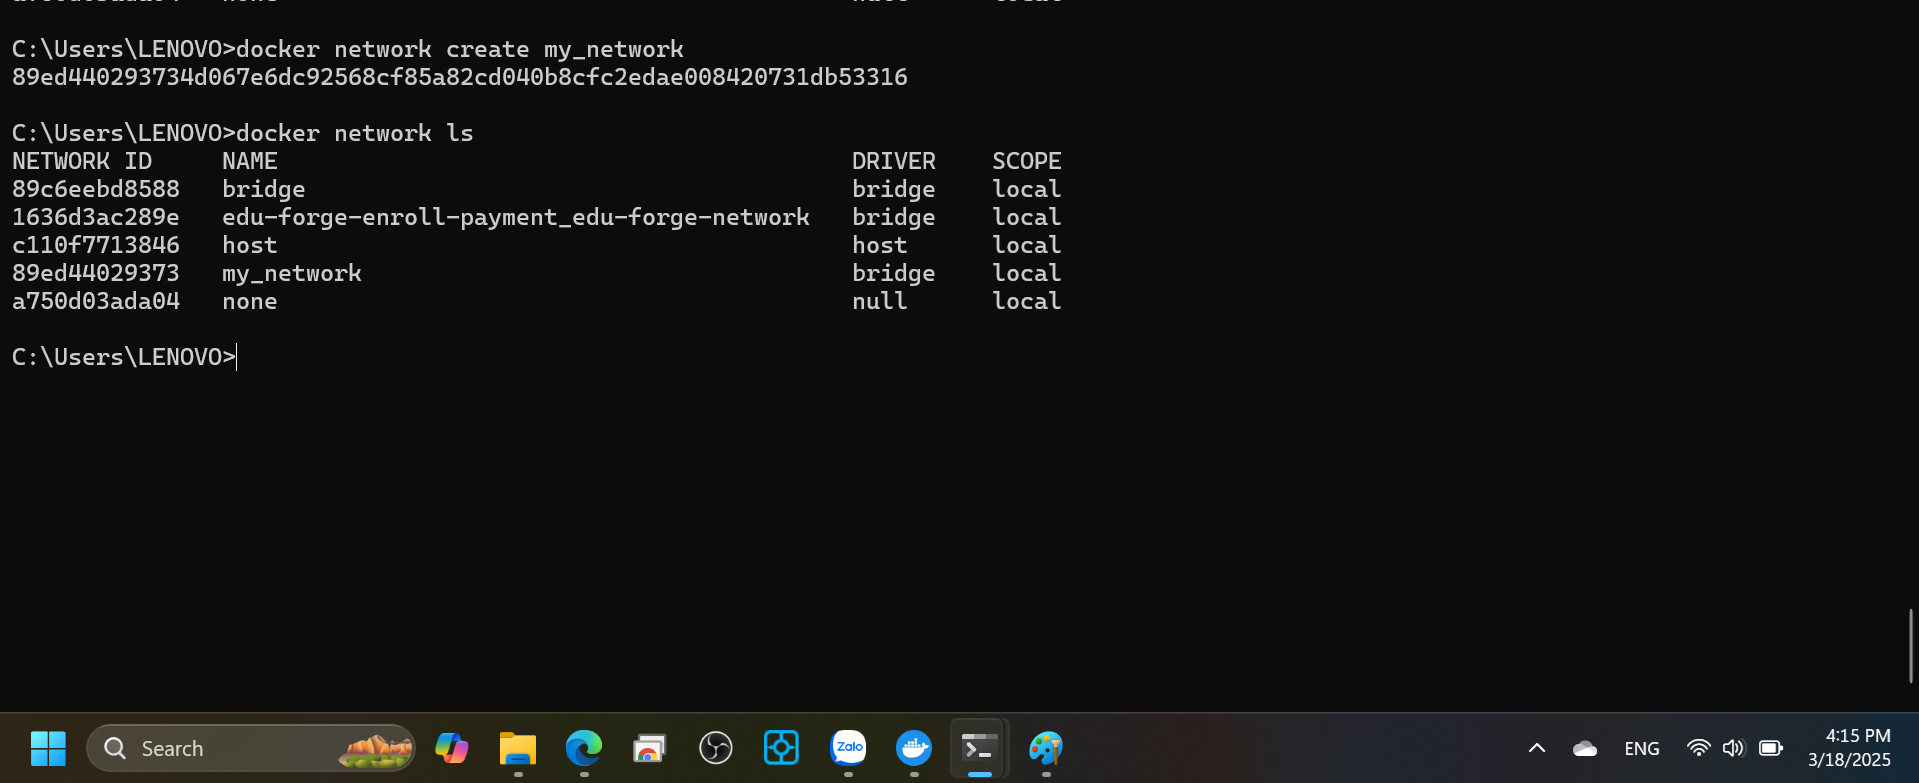 C:\Users\LENOVO>docker network create my_network
89ed440293734d067e6dc92568cf85a82cd040b8cfc2edae008420731db53316
C:\Users\LENOVO>docker network ls
NETWORK ID NAME DRIVER SCOPE
89c6eebd8588 bridge bridge local
1636d3ac289e edu-forge-enroll-payment_edu-forge-network bridge local
c110f7713846 host host local
89ed44029373 my_network bridge local
a750d03ada04 none null local
C:\Users\LENOVO>
Search
Zalo
ENG
4:15 PM
3/18/2025